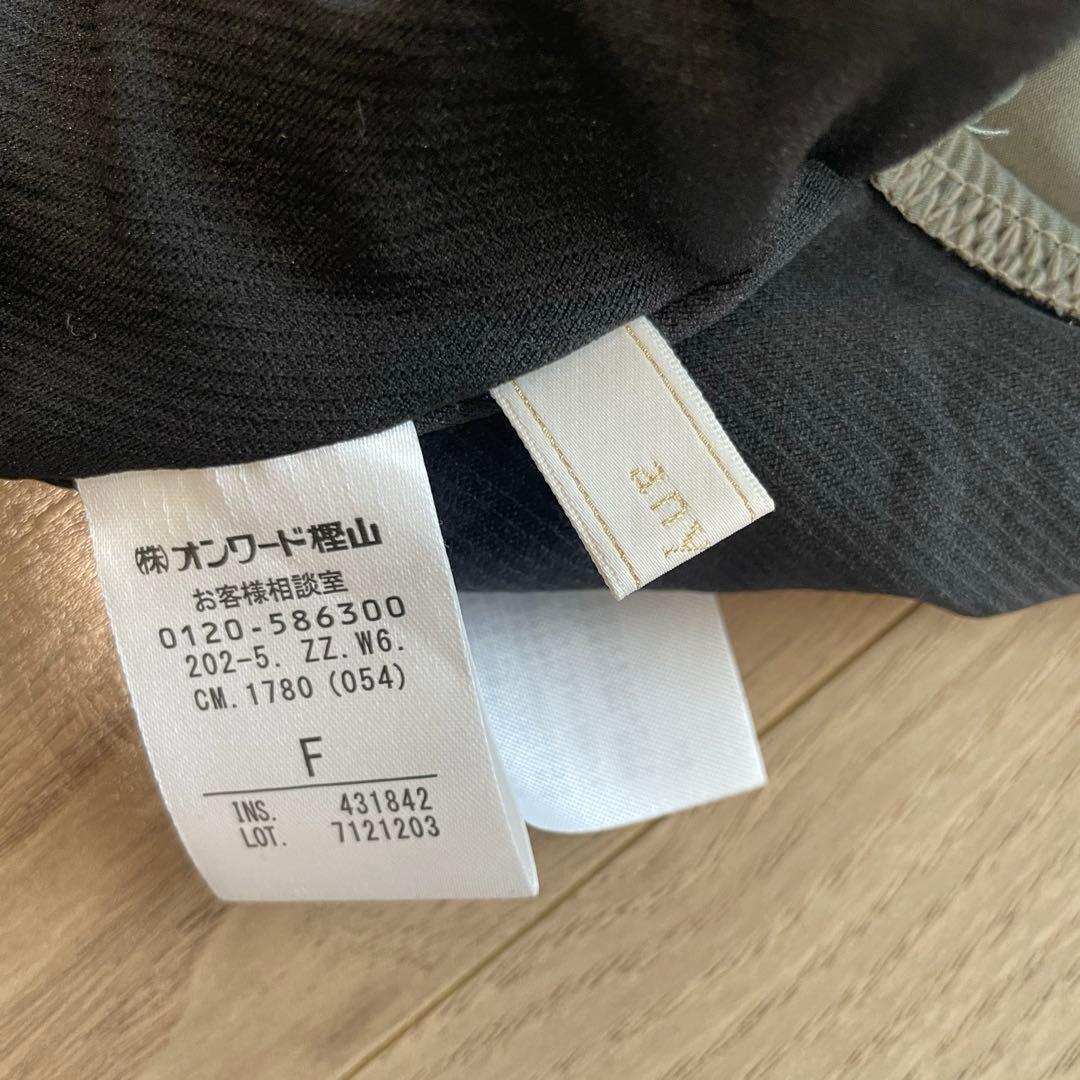 ㈱オンワード樫山
お客様相談室
0120-586300
202-5. ZZ.W6.
CM.1780 (054)
F
INS. 431842
LOT. 7121203